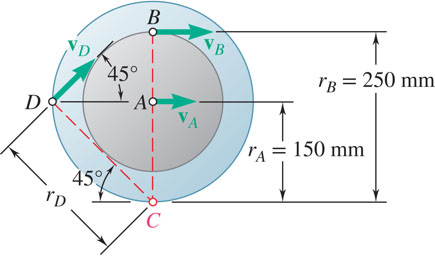 B
v_D
v_B
45°
r_B = 250 mm
D
A
v_A
r_A = 150 mm
45°
r_D
C